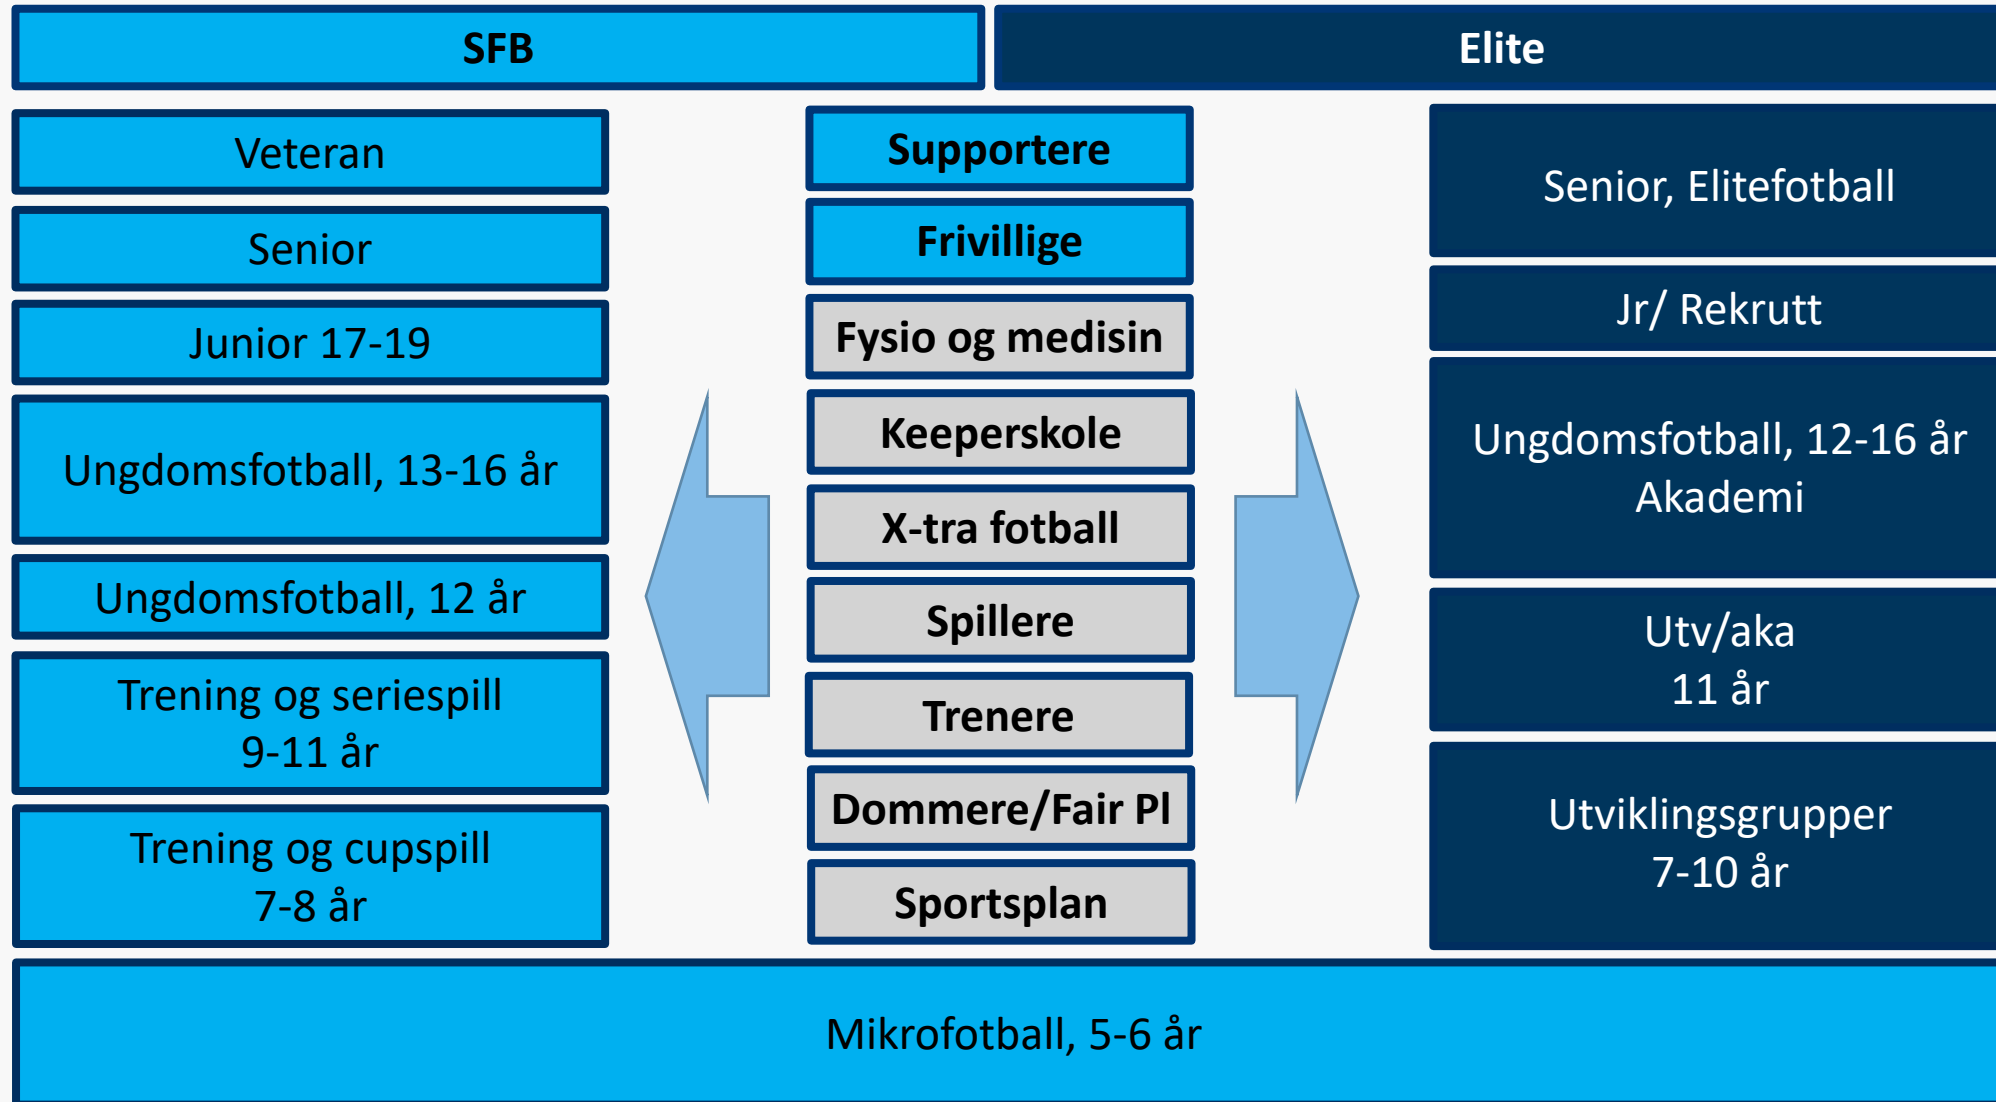 SFB
Elite
Veteran
Senior
Junior 17-19
Ungdomsfotball, 13-16 år
Ungdomsfotball, 12 år
Trening og seriespill
9-11 år
Trening og cupspill
7-8 år
Supportere
Frivillige
Fysio og medisin
Keeperskole
X-tra fotball
Spillere
Trenere
Dommere/Fair Pl
Sportsplan
Senior, Elitefotball
Jr/ Rekrutt
Ungdomsfotball, 12-16 år
Akademi
Utv/aka
11 år
Utviklingsgrupper
7-10 år
Mikrofotball, 5-6 år